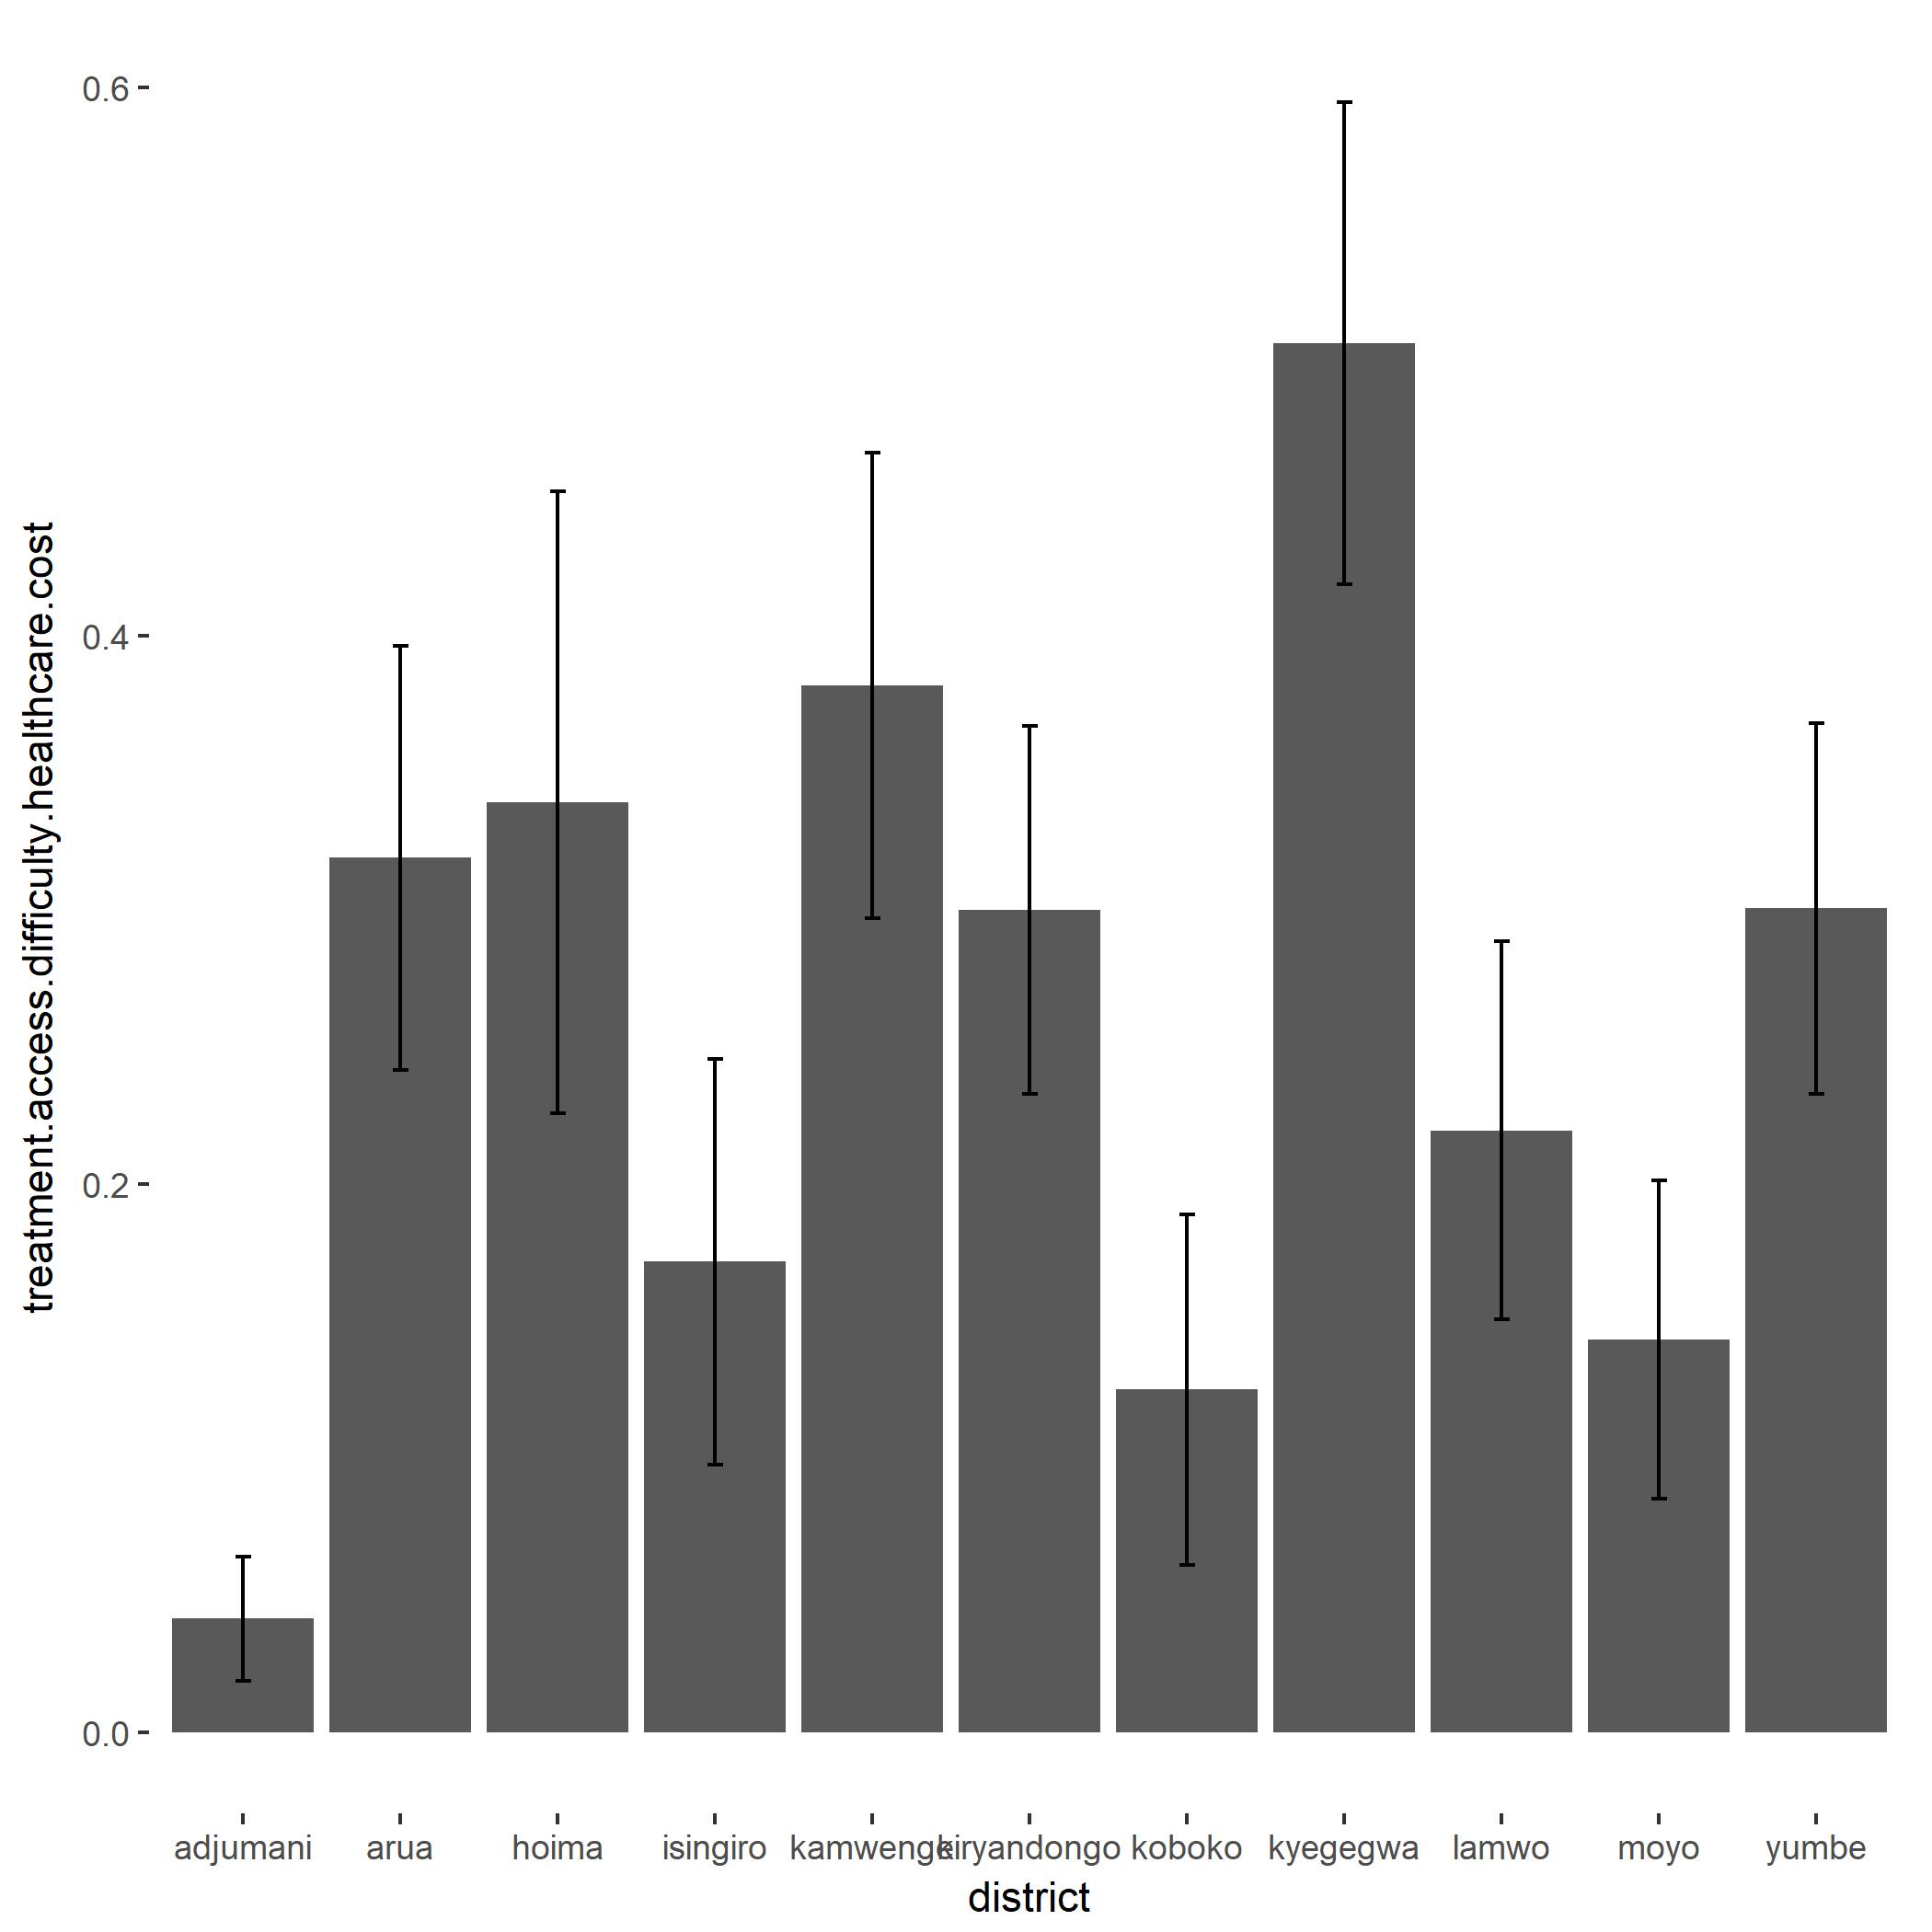 treatment.access.difficulty.healthcare.cost
0.6
0.4
0.2
0.0
adjumani arua hoima isingiro kamwenge kiryandongo koboko kyegegwa lamwo moyo yumbe
district